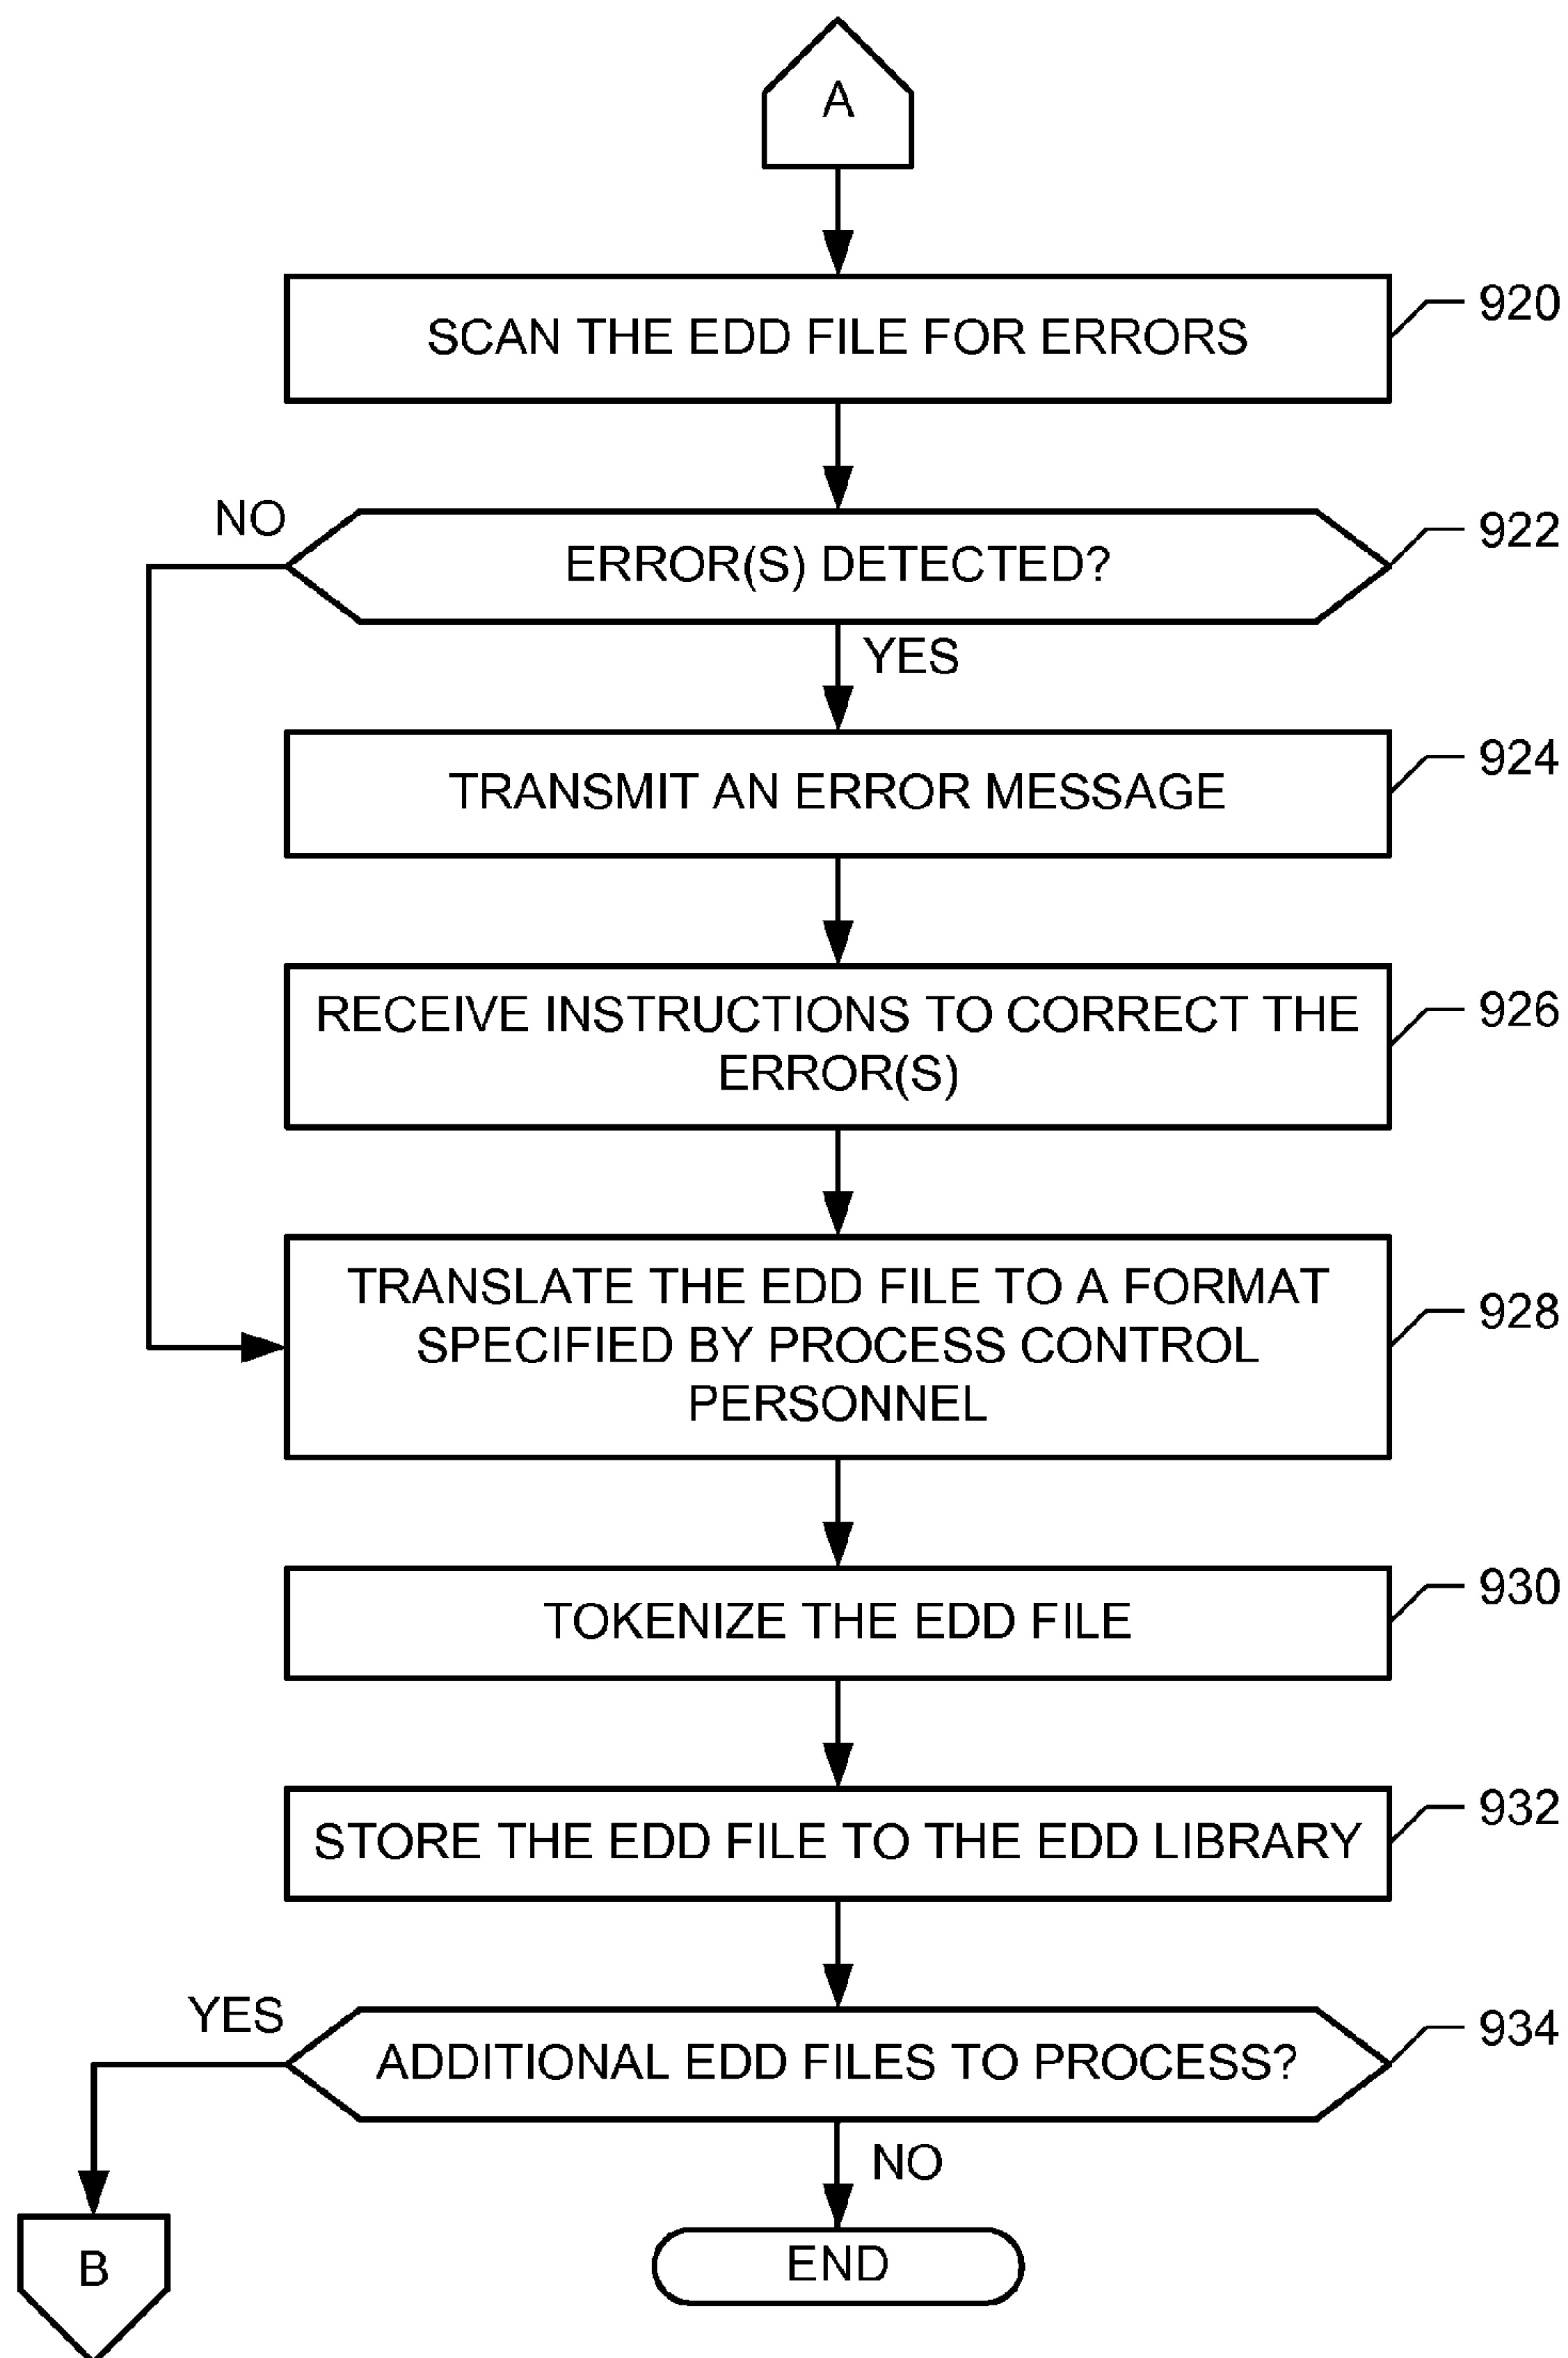 A
SCAN THE EDD FILE FOR ERRORS
920
NO
ERROR(S) DETECTED?
922
YES
TRANSMIT AN ERROR MESSAGE
924
RECEIVE INSTRUCTIONS TO CORRECT THE
ERROR(S)
926
TRANSLATE THE EDD FILE TO A FORMAT
SPECIFIED BY PROCESS CONTROL
PERSONNEL
928
TOKENIZE THE EDD FILE
930
STORE THE EDD FILE TO THE EDD LIBRARY
932
YES
ADDITIONAL EDD FILES TO PROCESS?
934
NO
B
END